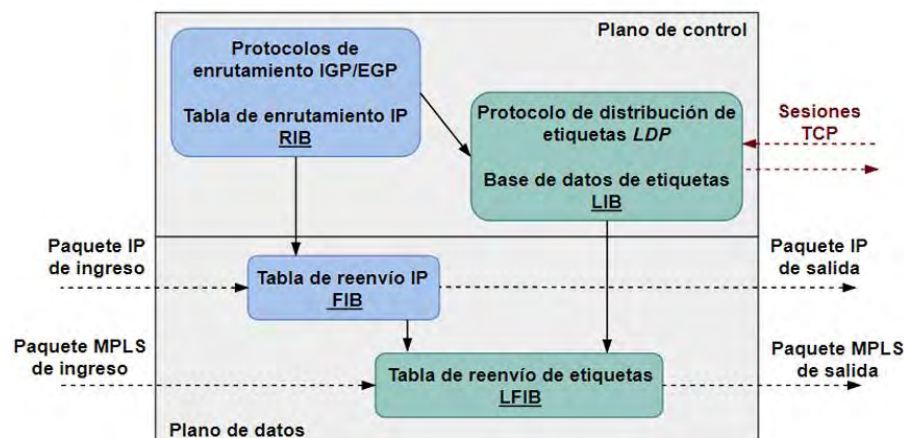 Plano de control
Protocolos de
enrutamiento IGP/EGP
Tabla de enrutamiento IP
RIB
Protocolo de distribución de
etiquetas LDP
Base de datos de etiquetas
LIB
Sesiones
TCP
Paquete IP
de ingreso
Tabla de reenvío IP
FIB
Paquete IP
de salida
Paquete MPLS
de ingreso
Tabla de reenvío de etiquetas
LFIB
Paquete MPLS
de salida
Plano de datos